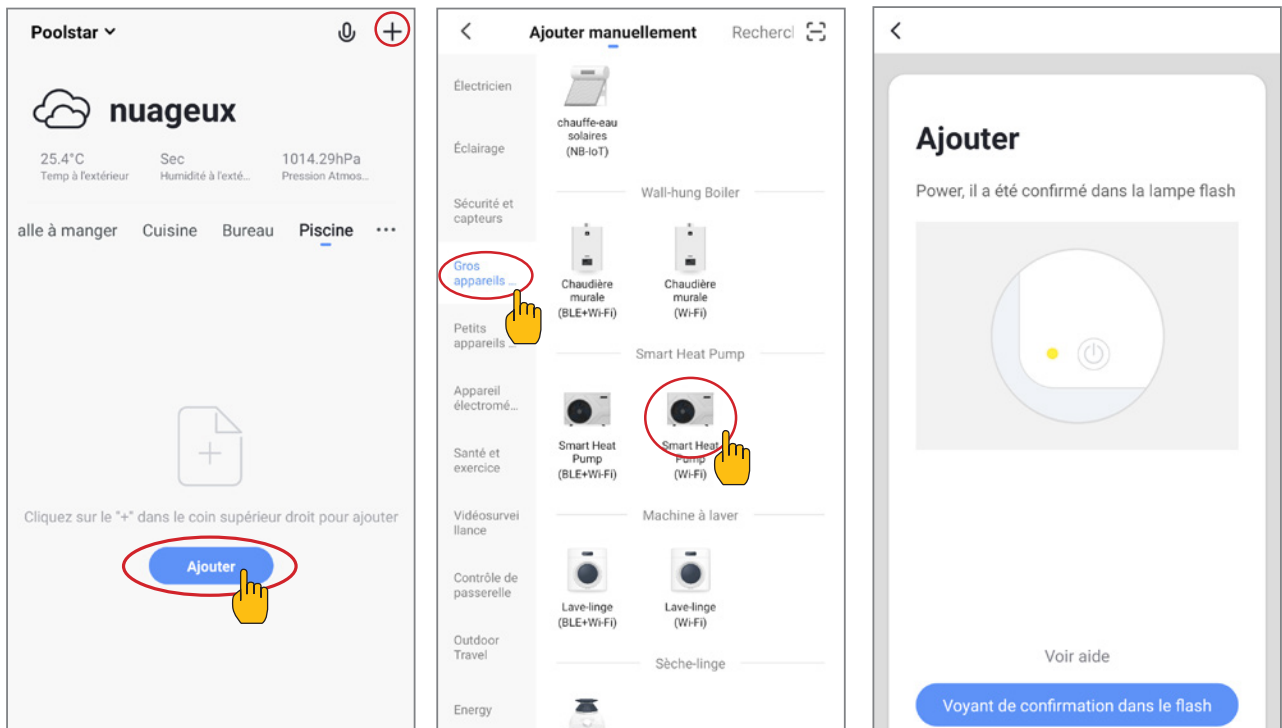 Poolstar
nuageux
25.4°C Sec 1014.29hPa
Temp à l'extérieur Humidité à l'exté... Pression Atmos...
alle à manger Cuisine Bureau Piscine ...
Cliquez sur le "+" dans le coin supérieur droit pour ajouter
Ajouter
Ajouter manuellement Rechercl
Électricien
Éclairage
Sécurité et
capteurs
Gros
appareils ...
Petits
appareils ...
Appareil
électromé...
Santé et
exercice
Vidéosurvei
llance
Contrôle de
passerelle
Outdoor
Travel
Energy
chauffe-eau
solaires
(NB-IoT)
Wall-hung Boiler
Chaudière
murale
(BLE+Wi-Fi)
Chaudière
murale
(Wi-Fi)
Smart Heat Pump
Smart Heat
Pump
(BLE+Wi-Fi)
Smart Heat
Pump
(Wi-Fi)
Machine à laver
Lave-linge
(BLE+Wi-Fi)
Lave-linge
(Wi-Fi)
Sèche-linge
Ajouter
Power, il a été confirmé dans la lampe flash
Voir aide
Voyant de confirmation dans le flash